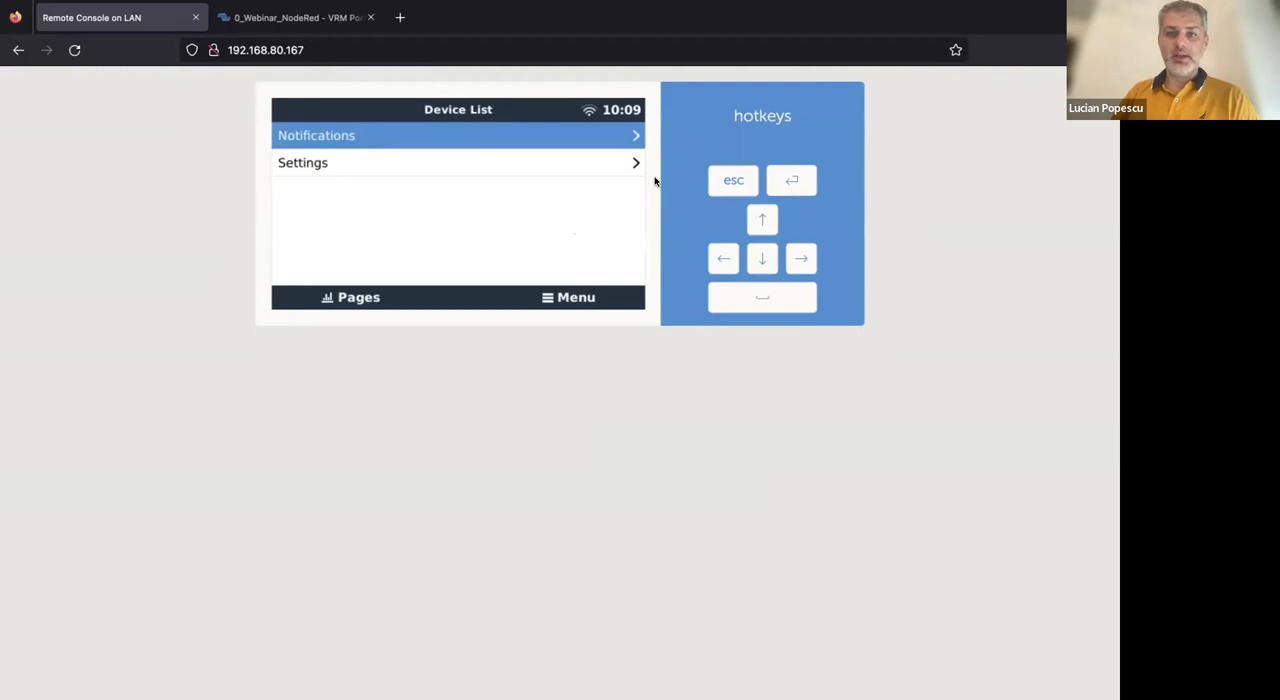 Remote Console on LAN
0_Webinar_NodeRed - VRM Por
192.168.80.167
Lucian Popescu
Device List
10:09
Notifications
Settings
Pages
Menu
hotkeys
esc